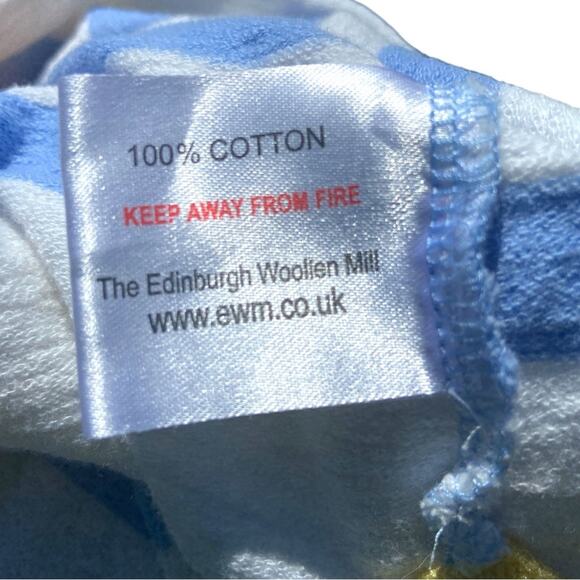 100% COTTON
KEEP AWAY FROM FIRE
The Edinburgh Woollen Mill
www.ewm.co.uk